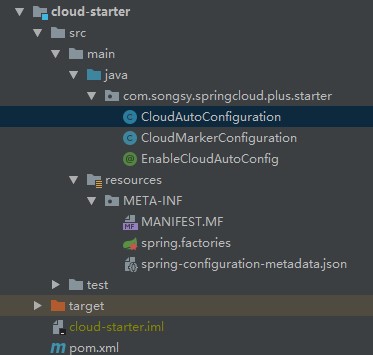 cloud-starter
src
main
java
com.songsy.springcloud.plus.starter
CloudAutoConfiguration
CloudMarkerConfiguration
EnableCloudAutoConfig
resources
META-INF
MANIFEST.MF
spring.factories
spring-configuration-metadata.json
test
target
cloud-starter.iml
pom.xml